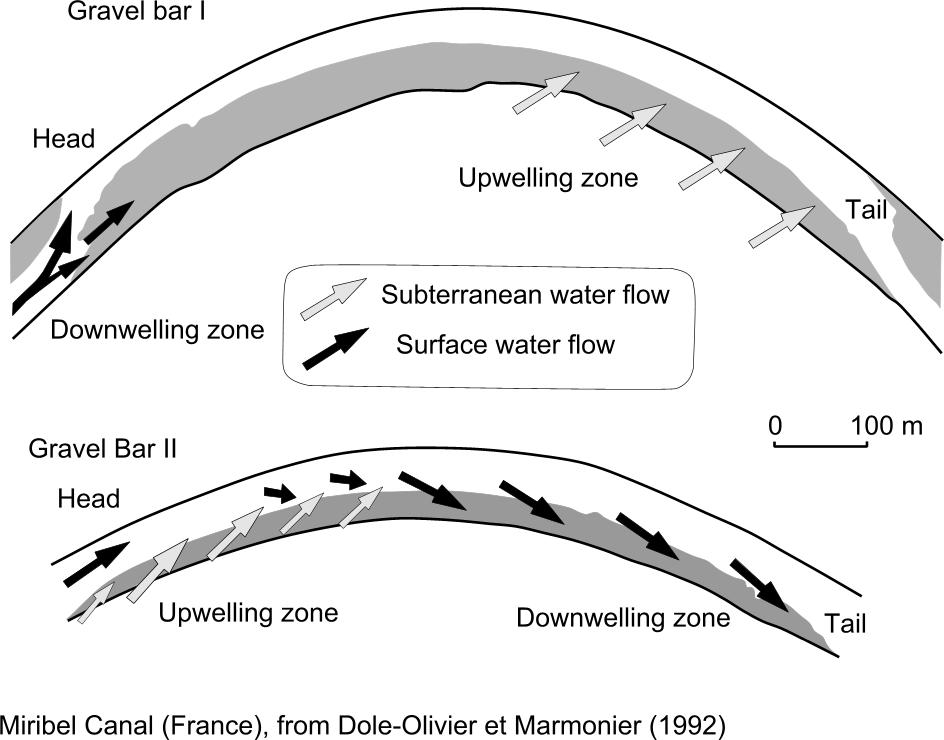 Gravel bar I
Head
Upwelling zone
Tail
Downwelling zone
Subterranean water flow
Surface water flow
0 100 m
Gravel Bar II
Head
Upwelling zone
Downwelling zone
Tail
Miribel Canal (France), from Dole-Olivier et Marmonier (1992)